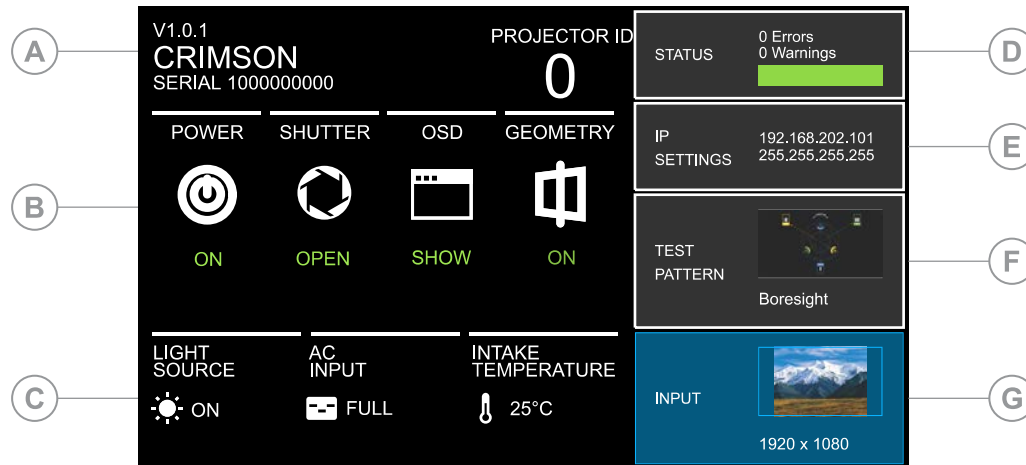 A
V1.0.1
CRIMSON
SERIAL 1000000000
PROJECTOR ID
0
B
POWER
ON
SHUTTER
OPEN
OSD
SHOW
GEOMETRY
ON
C
LIGHT
SOURCE
ON
AC
INPUT
FULL
INTAKE
TEMPERATURE
25°C
STATUS
0 Errors
0 Warnings
D
IP
SETTINGS
192.168.202.101
255.255.255.255
E
TEST
PATTERN
Boresight
F
INPUT
1920 x 1080
G